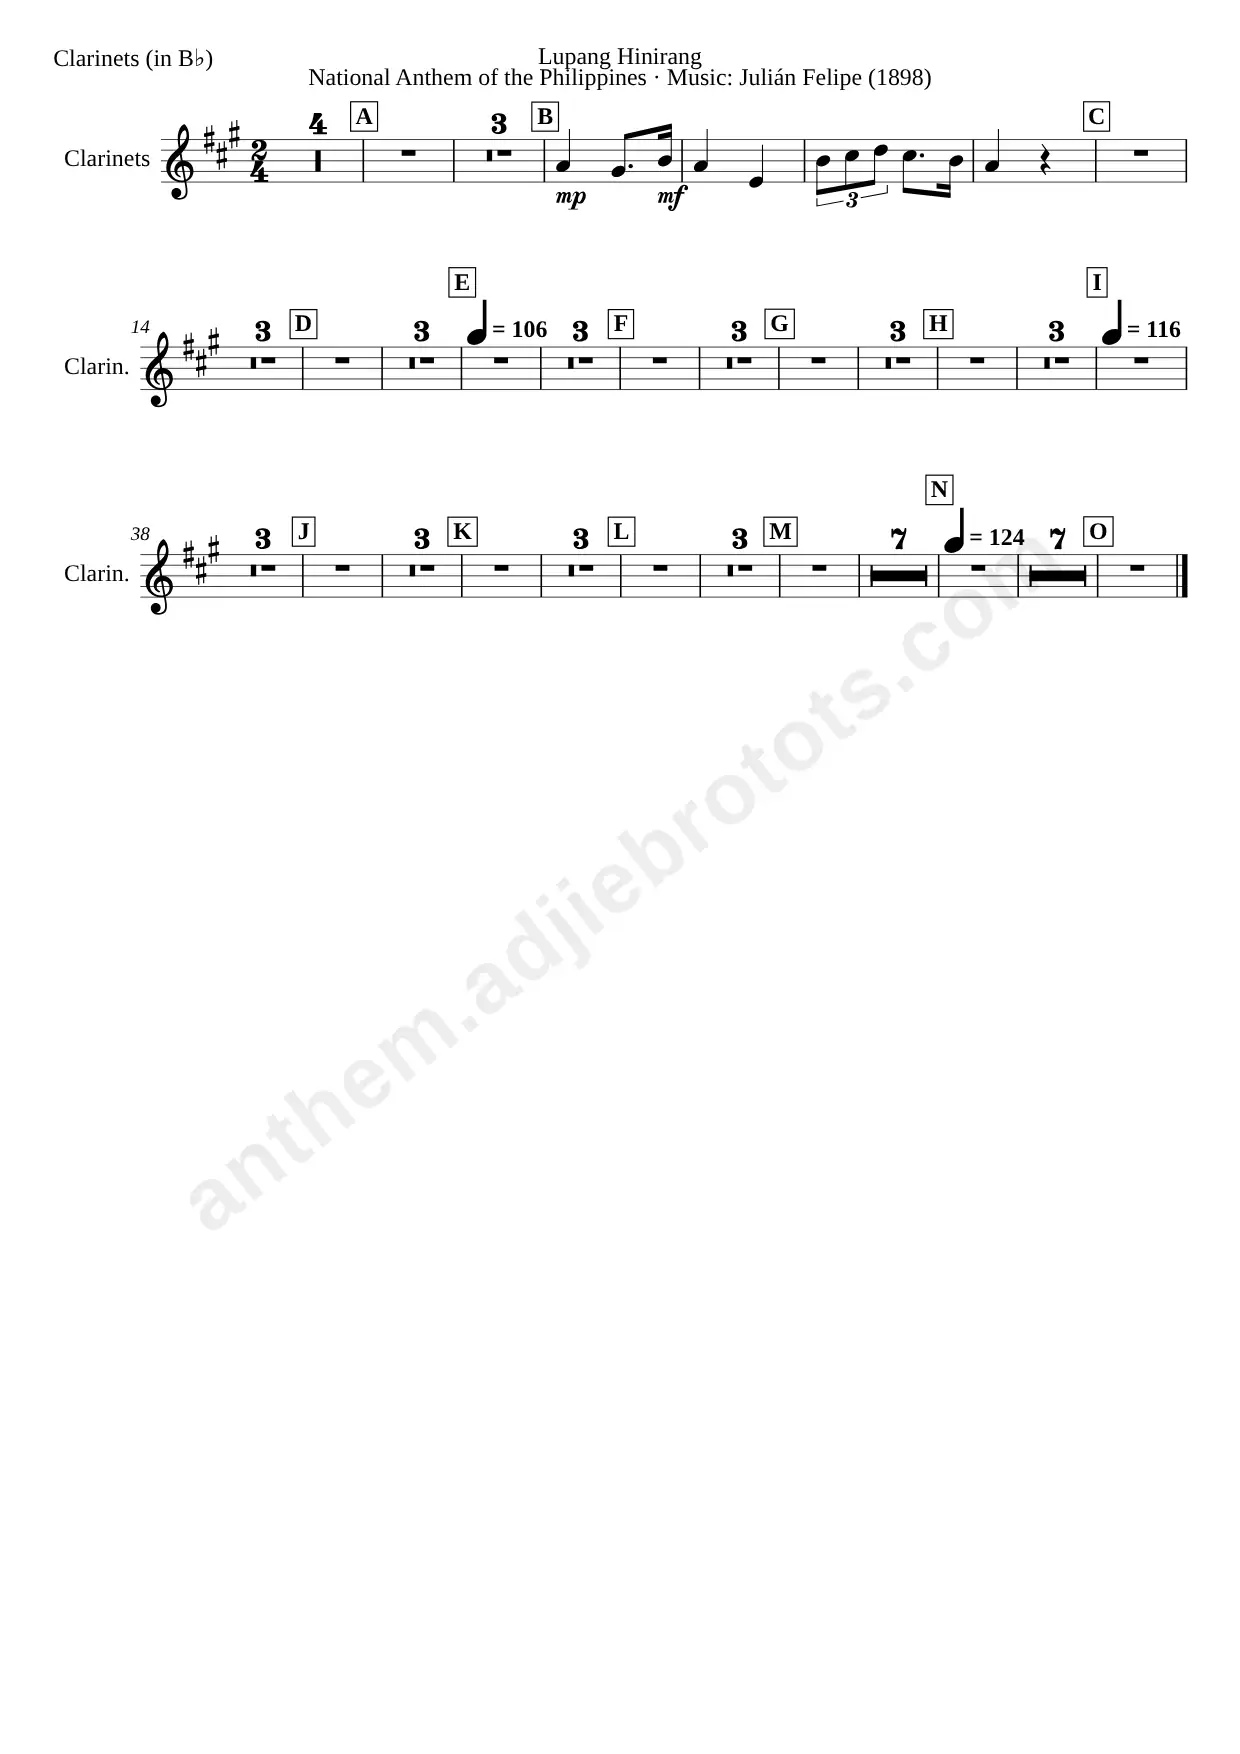 Clarinets (in B♭)
Lupang Hinirang
National Anthem of the Philippines · Music: Julián Felipe (1898)
4 A 3 B C
Clarinets 2/4
mp mf 3
E I
14 3 D 3 = 106 3 F 3 G 3 H 3 = 116
Clarin.
N
38 3 J 3 K 3 L 3 M 7 = 124 7 O
Clarin.
anthem.adjiebrotots.com